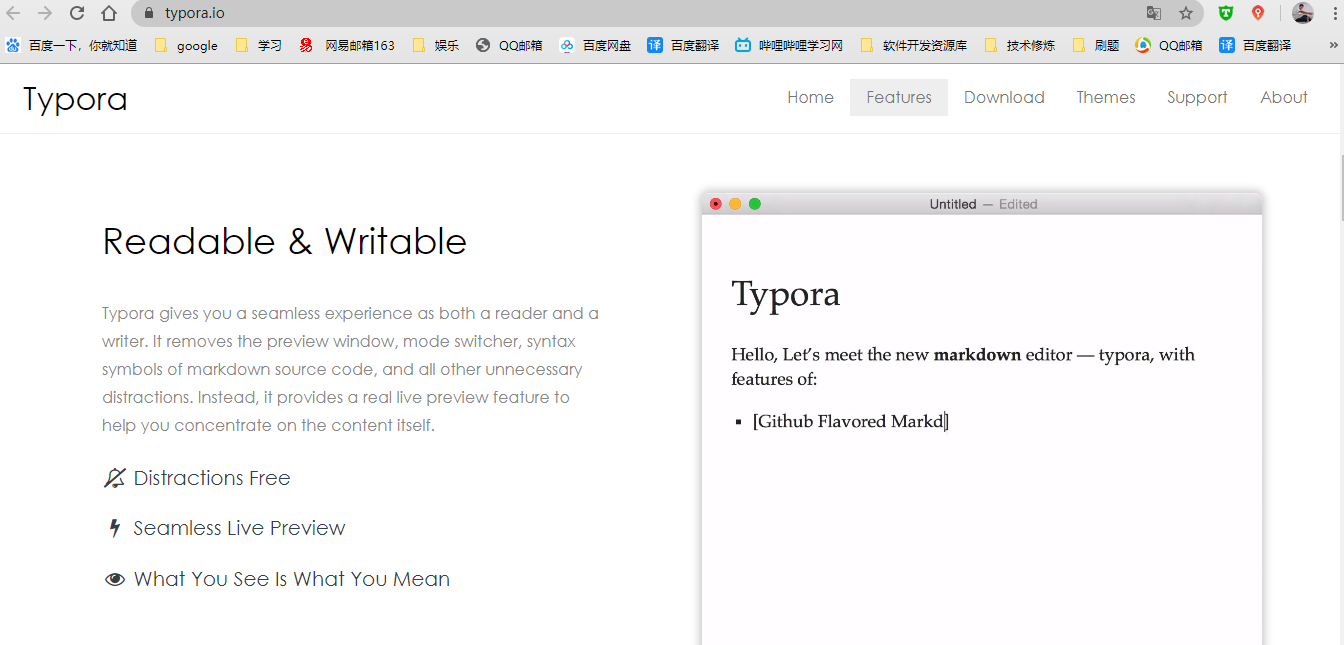 typora.io
百度一下，你就知道 google 学习 网易邮箱163 娱乐 QQ邮箱 百度网盘 百度翻译 哔哩哔哩学习网 软件开发资源库 技术修炼 刷题 QQ邮箱 百度翻译 »
Typora
Home Features Download Themes Support About
Readable & Writable
Typora gives you a seamless experience as both a reader and a
writer. It removes the preview window, mode switcher, syntax
symbols of markdown source code, and all other unnecessary
distractions. Instead, it provides a real live preview feature to
help you concentrate on the content itself.
Distractions Free
Seamless Live Preview
What You See Is What You Mean
Untitled — Edited
Typora
Hello, Let's meet the new markdown editor — typora, with
features of:
[Github Flavored Markd]